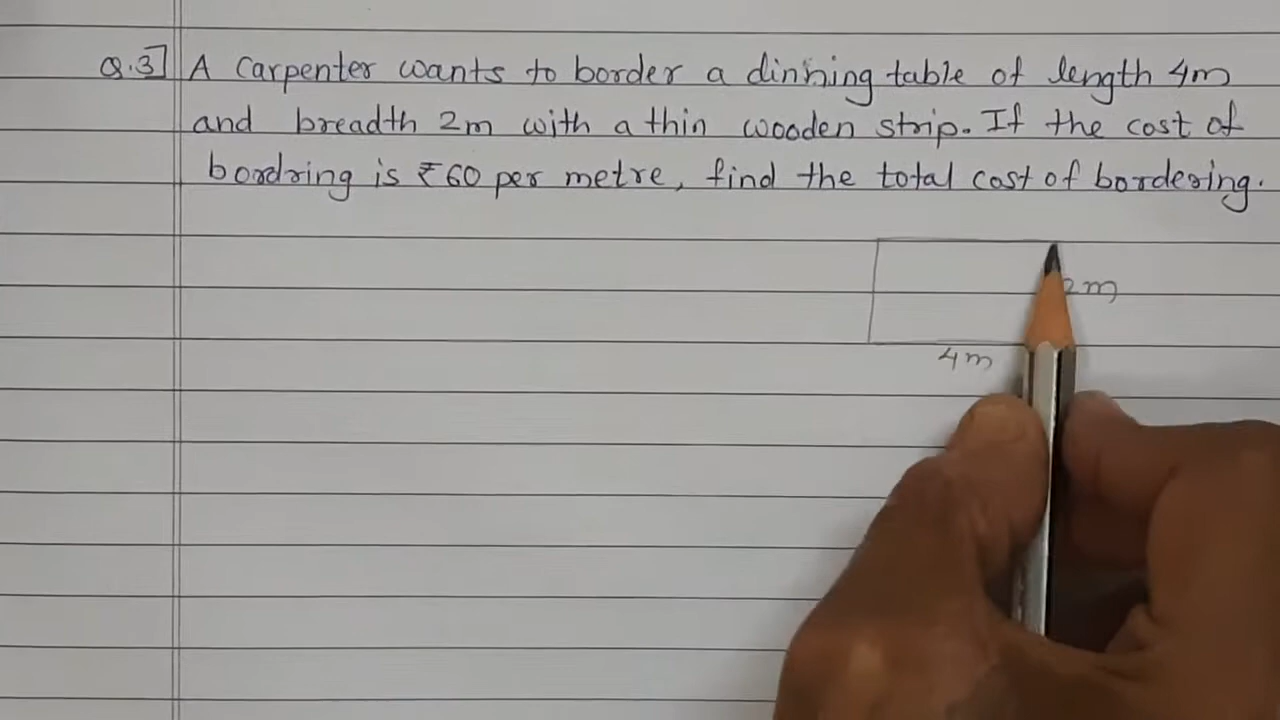 Q.3] A carpenter wants to border a dinning table of length 4m
and breadth 2m with a thin wooden strip. If the cost of
bordring is ₹60 per metre, find the total cost of bordering.
2m
4m